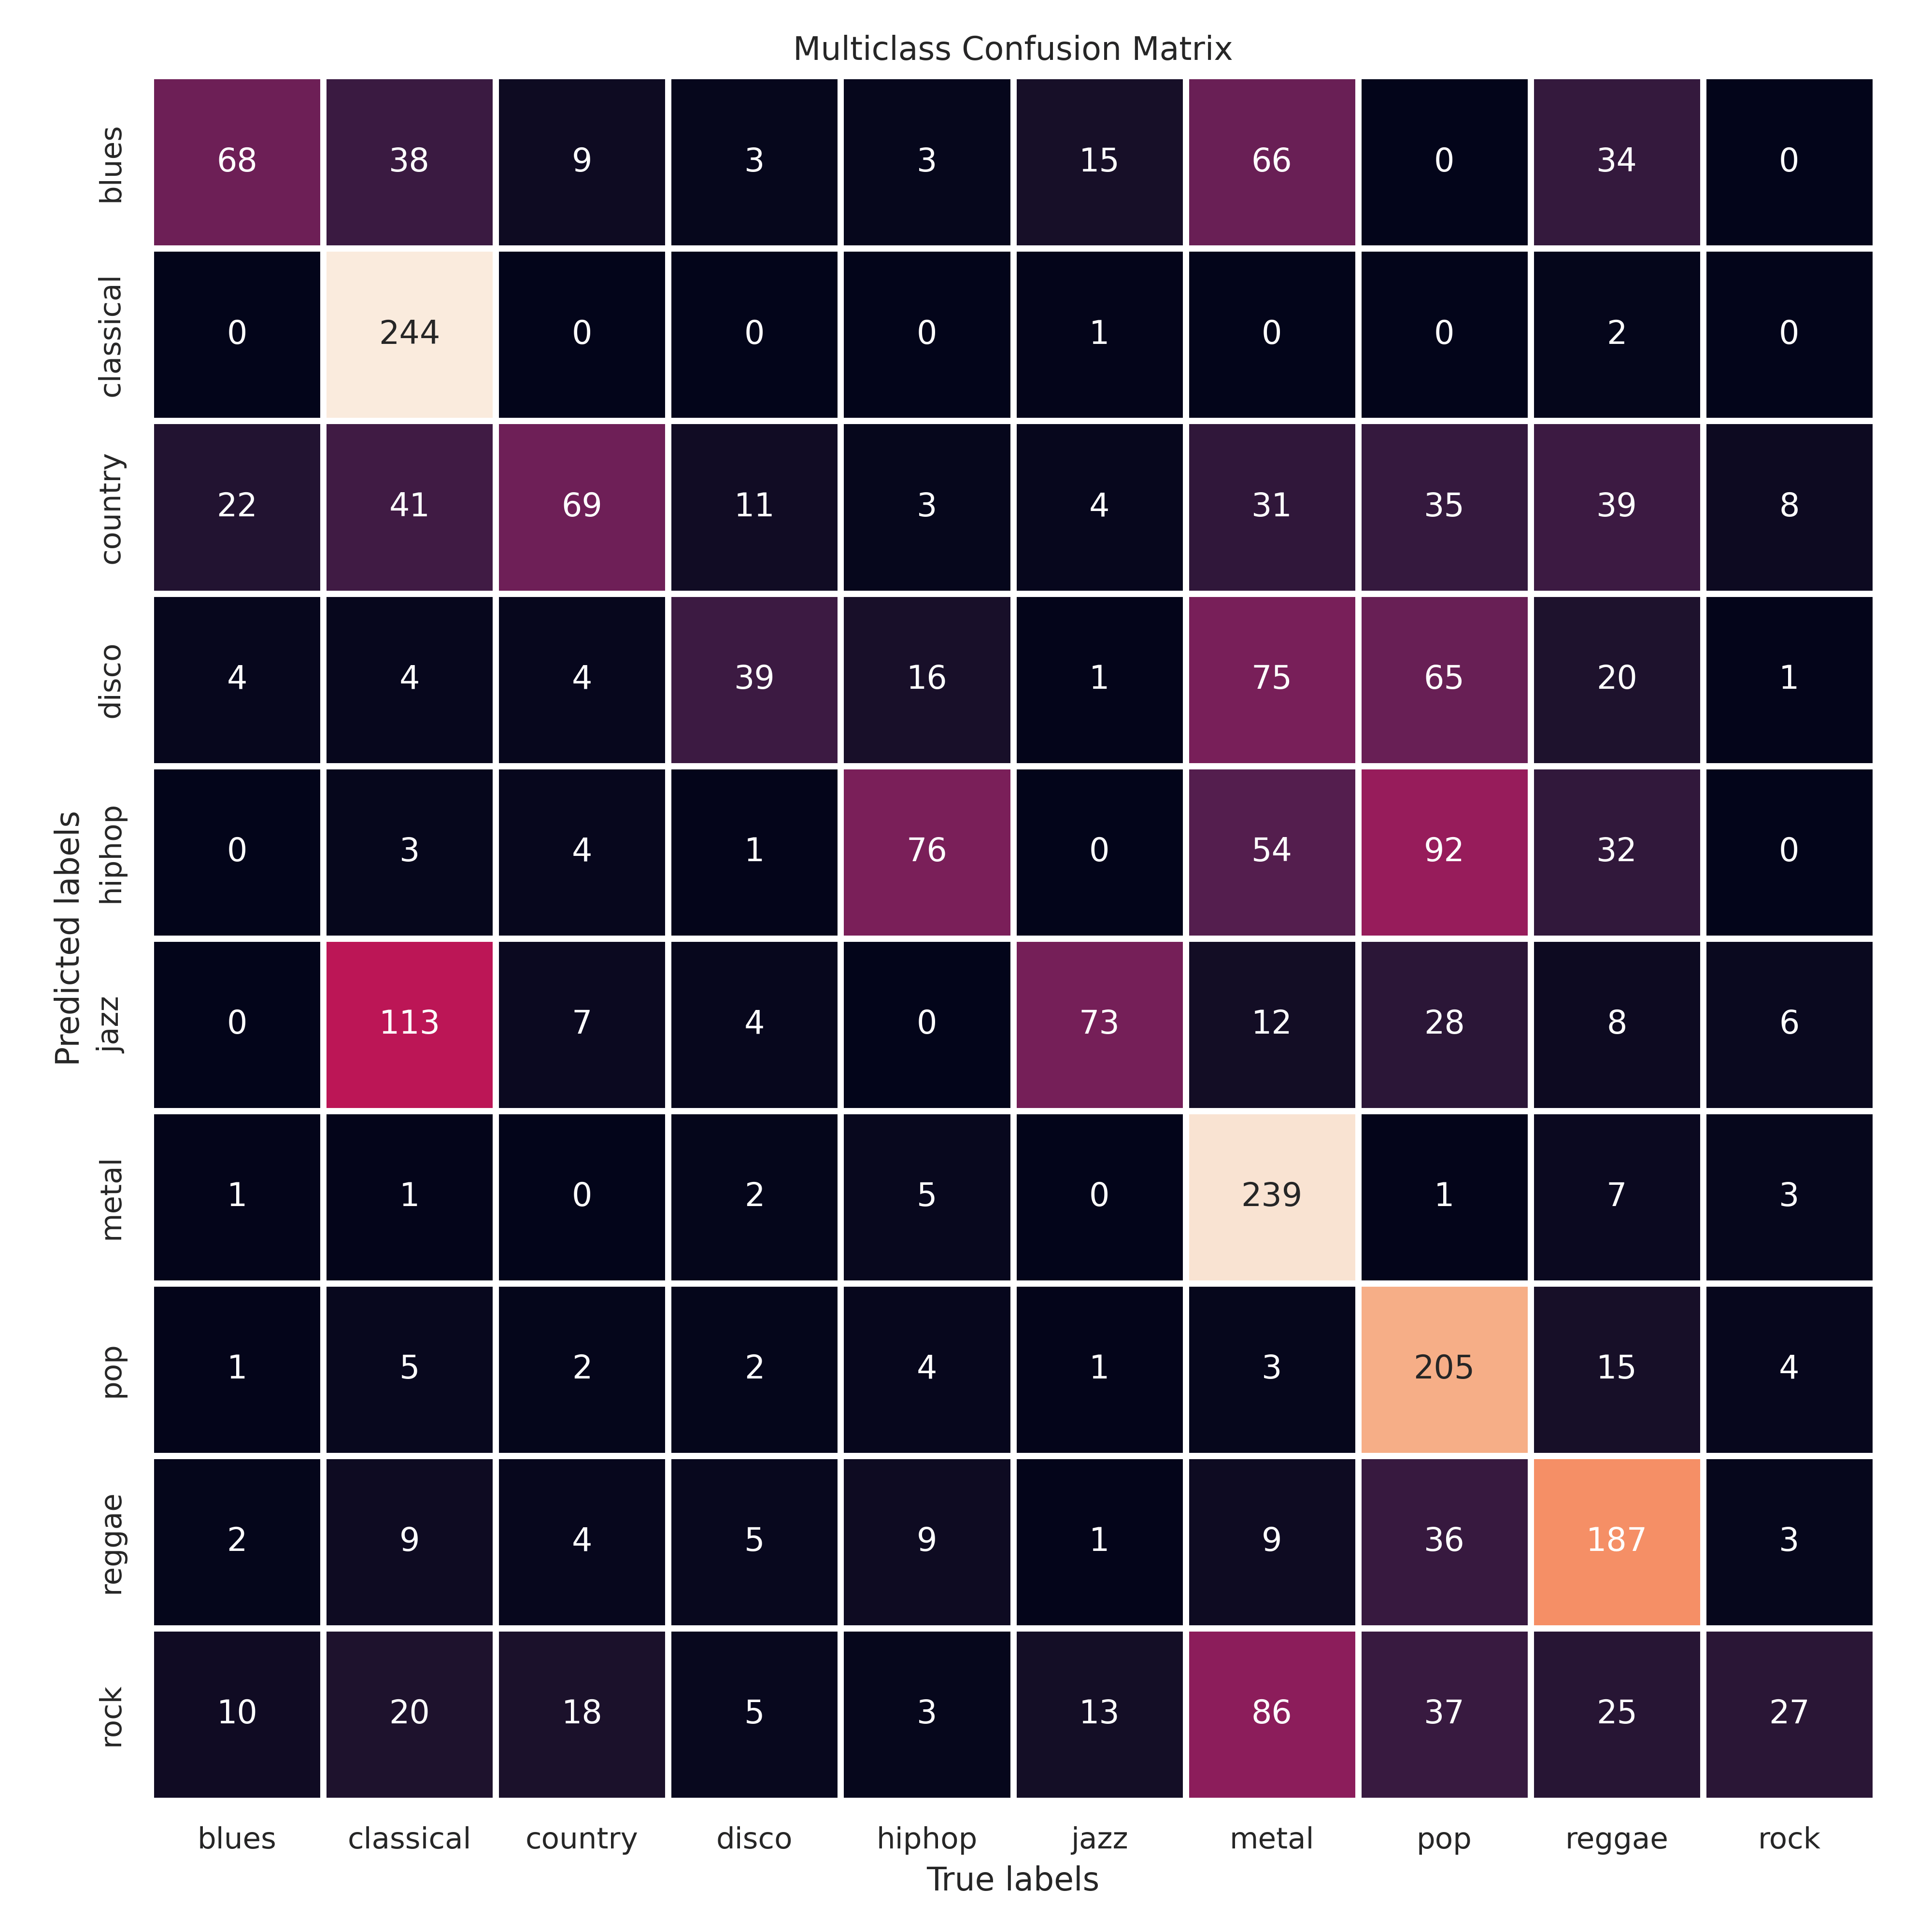 Multiclass Confusion Matrix
Predicted labels
blues 68 38 9 3 3 15 66 0 34 0
classical 0 244 0 0 0 1 0 0 2 0
country 22 41 69 11 3 4 31 35 39 8
disco 4 4 4 39 16 1 75 65 20 1
hiphop 0 3 4 1 76 0 54 92 32 0
jazz 0 113 7 4 0 73 12 28 8 6
metal 1 1 0 2 5 0 239 1 7 3
pop 1 5 2 2 4 1 3 205 15 4
reggae 2 9 4 5 9 1 9 36 187 3
rock 10 20 18 5 3 13 86 37 25 27
blues classical country disco hiphop jazz metal pop reggae rock
True labels